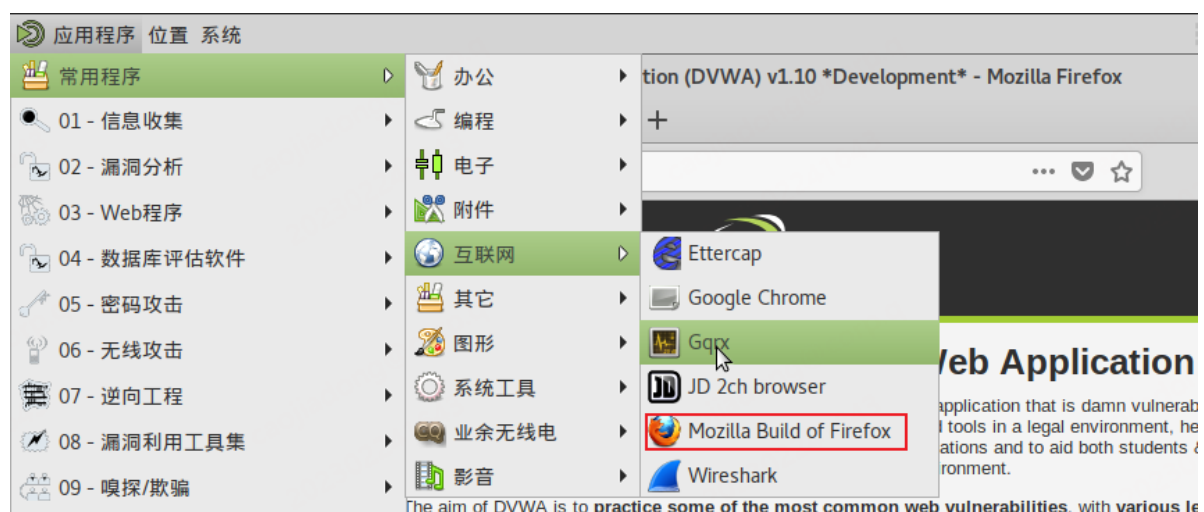 应用程序 位置 系统
常用程序
01 - 信息收集
02 - 漏洞分析
03 - Web程序
04 - 数据库评估软件
05 - 密码攻击
06 - 无线攻击
07 - 逆向工程
08 - 漏洞利用工具集
09 - 嗅探/欺骗
办公
编程
电子
附件
互联网
其它
图形
系统工具
业余无线电
影音
Ettercap
Google Chrome
Gqrx
JD 2ch browser
Mozilla Build of Firefox
Wireshark
tion (DVWA) v1.10 *Development* - Mozilla Firefox
eb Application
application that is damn vulnerab
tools in a legal environment, he
ations and to aid both students &
ronment.
The aim of DVWA is to practice some of the most common web vulnerabilities, with various le